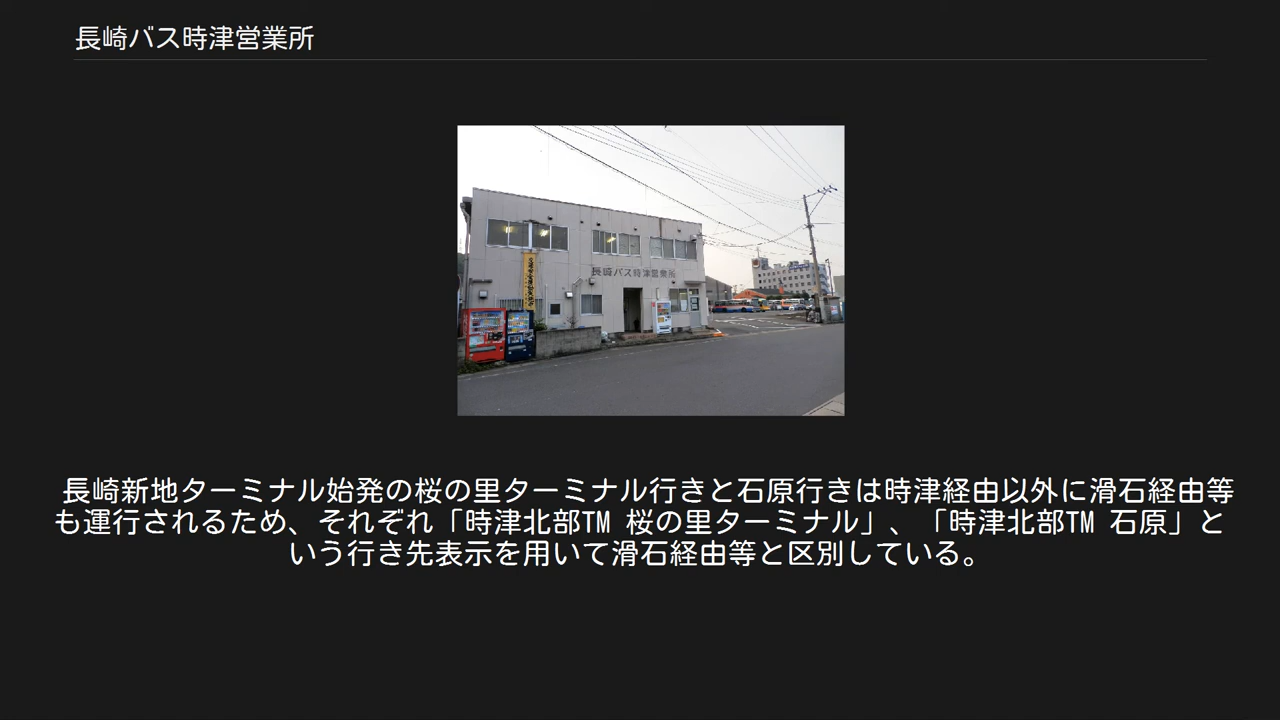 長崎バス時津営業所
長崎バス時津営業所
長崎新地ターミナル始発の桜の里ターミナル行きと石原行きは時津経由以外に滑石経由等
も運行されるため、それぞれ「時津北部TM 桜の里ターミナル」、「時津北部TM 石原」と
いう行き先表示を用いて滑石経由等と区別している。